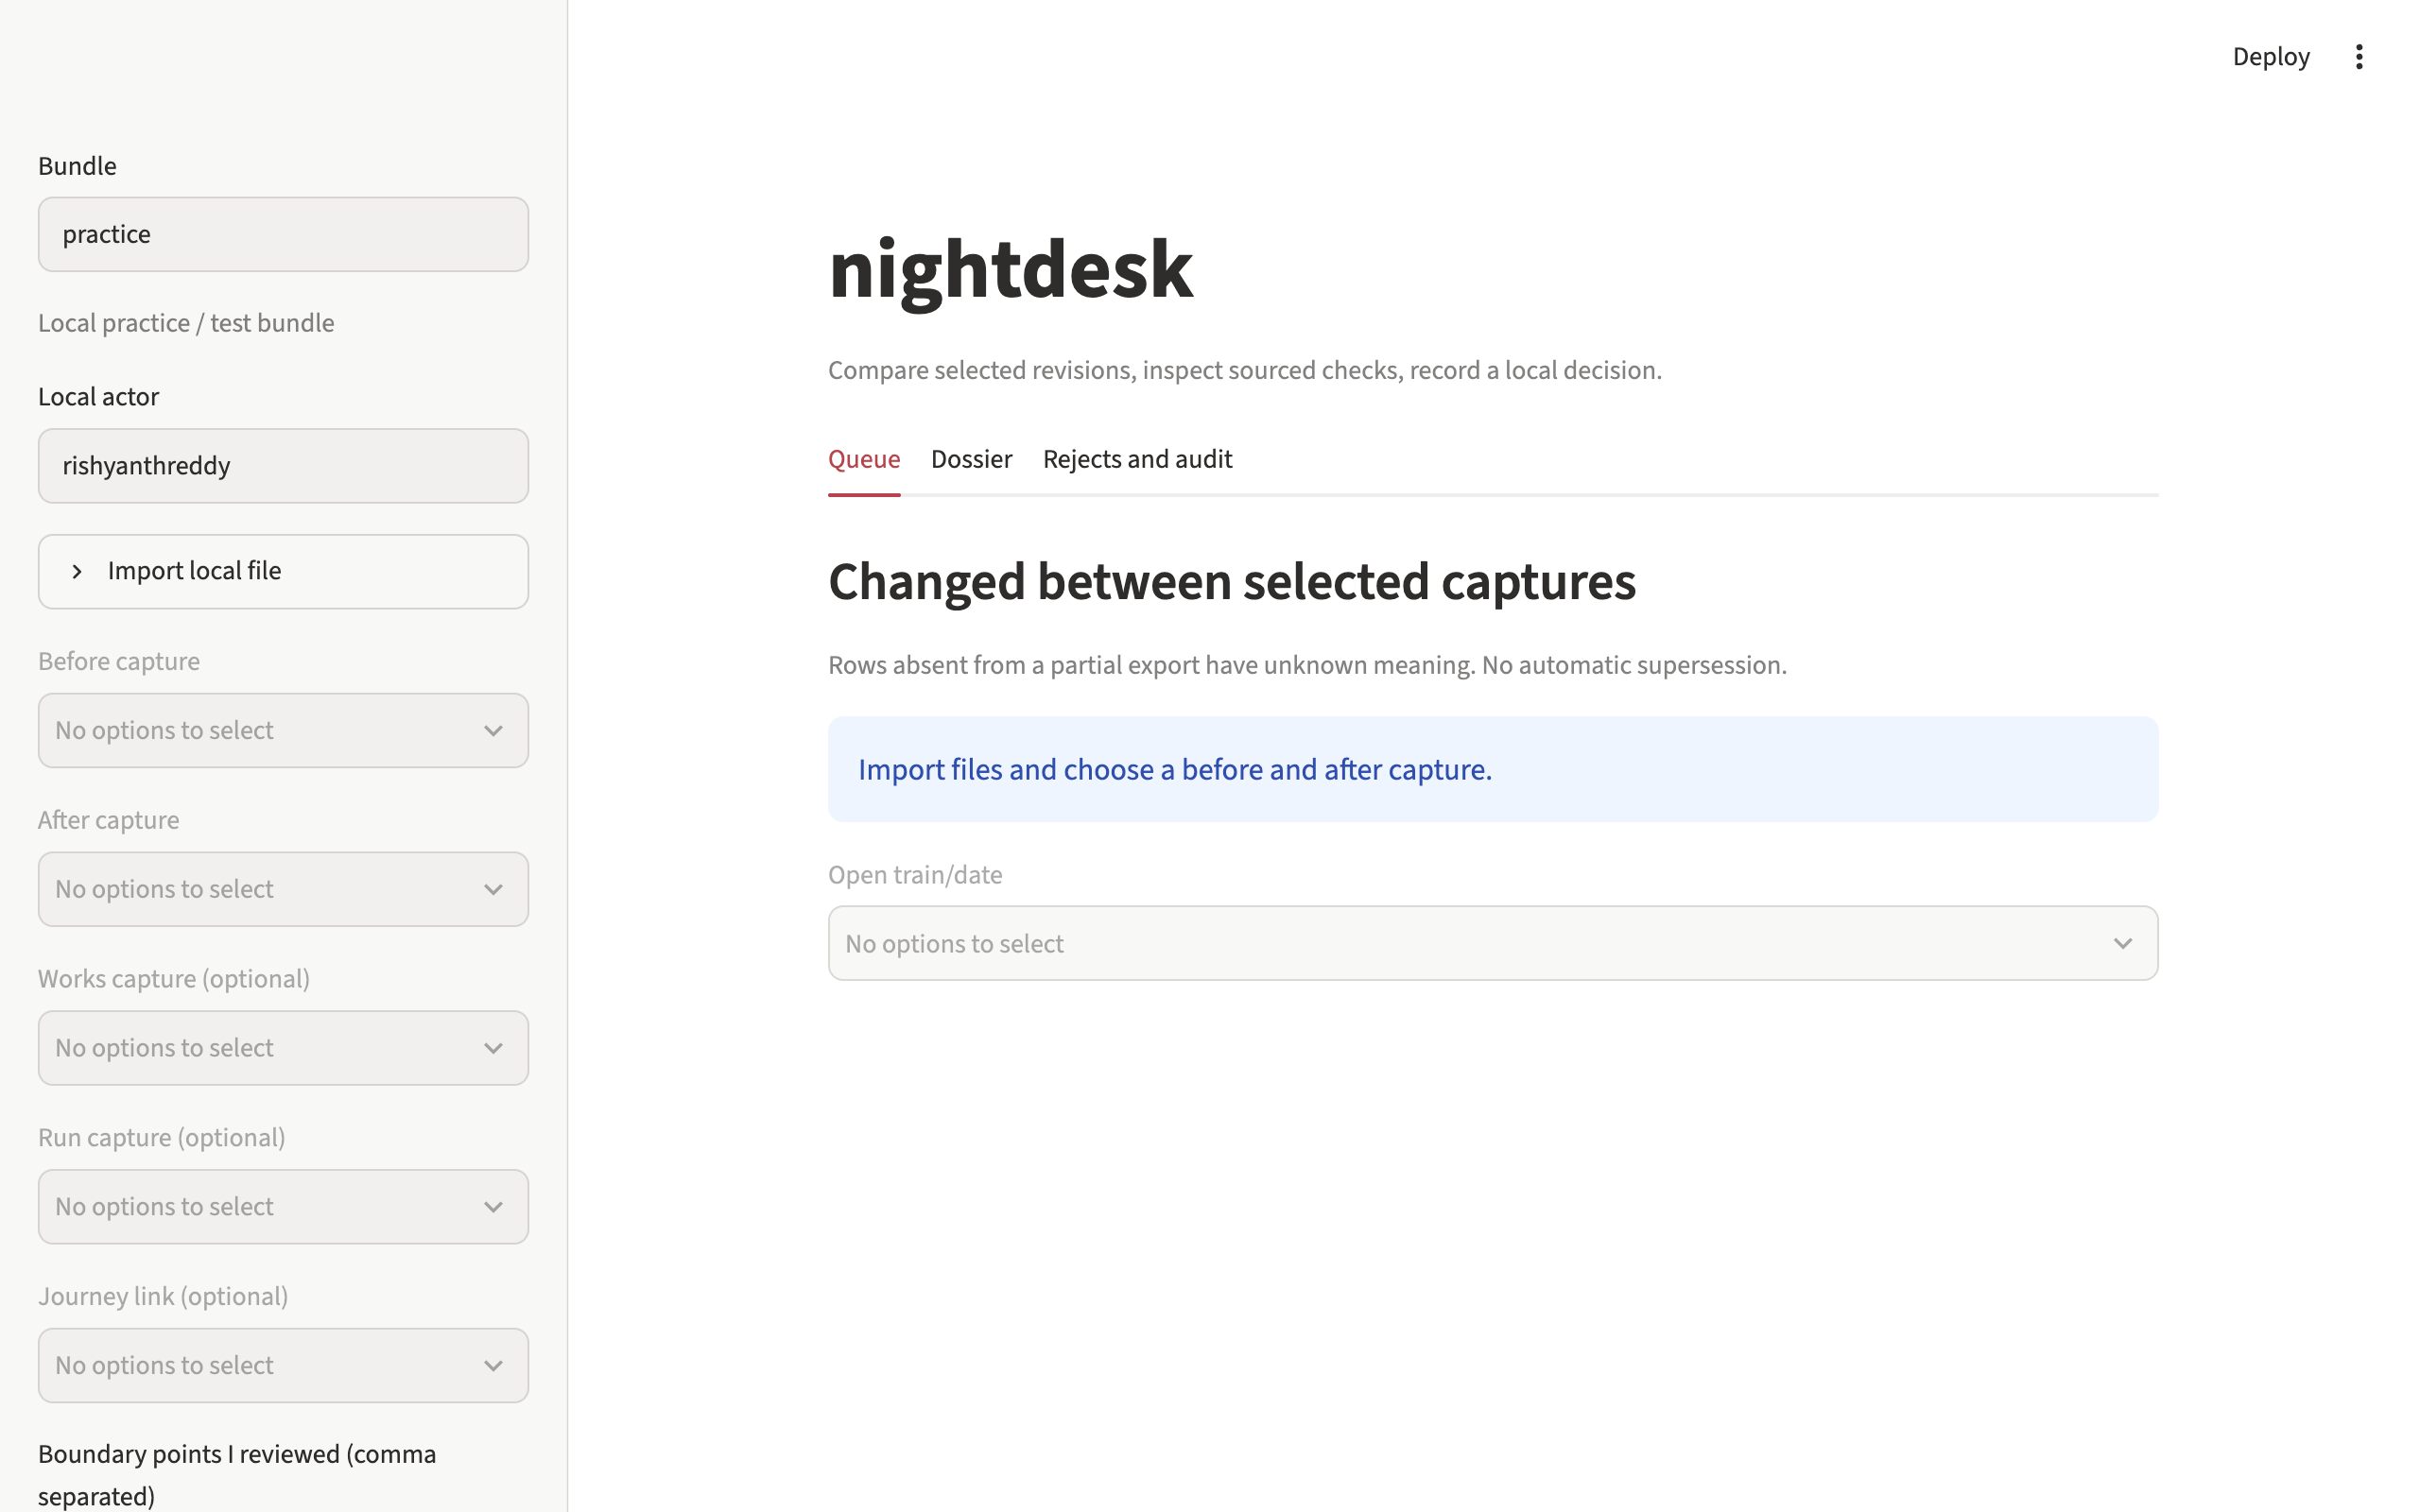 Deploy
Bundle
practice
Local practice / test bundle
Local actor
rishyanthreddy
Import local file
Before capture
No options to select
After capture
No options to select
Works capture (optional)
No options to select
Run capture (optional)
No options to select
Journey link (optional)
No options to select
Boundary points I reviewed (comma
separated)
nightdesk
Compare selected revisions, inspect sourced checks, record a local decision.
Queue Dossier Rejects and audit
Changed between selected captures
Rows absent from a partial export have unknown meaning. No automatic supersession.
Import files and choose a before and after capture.
Open train/date
No options to select